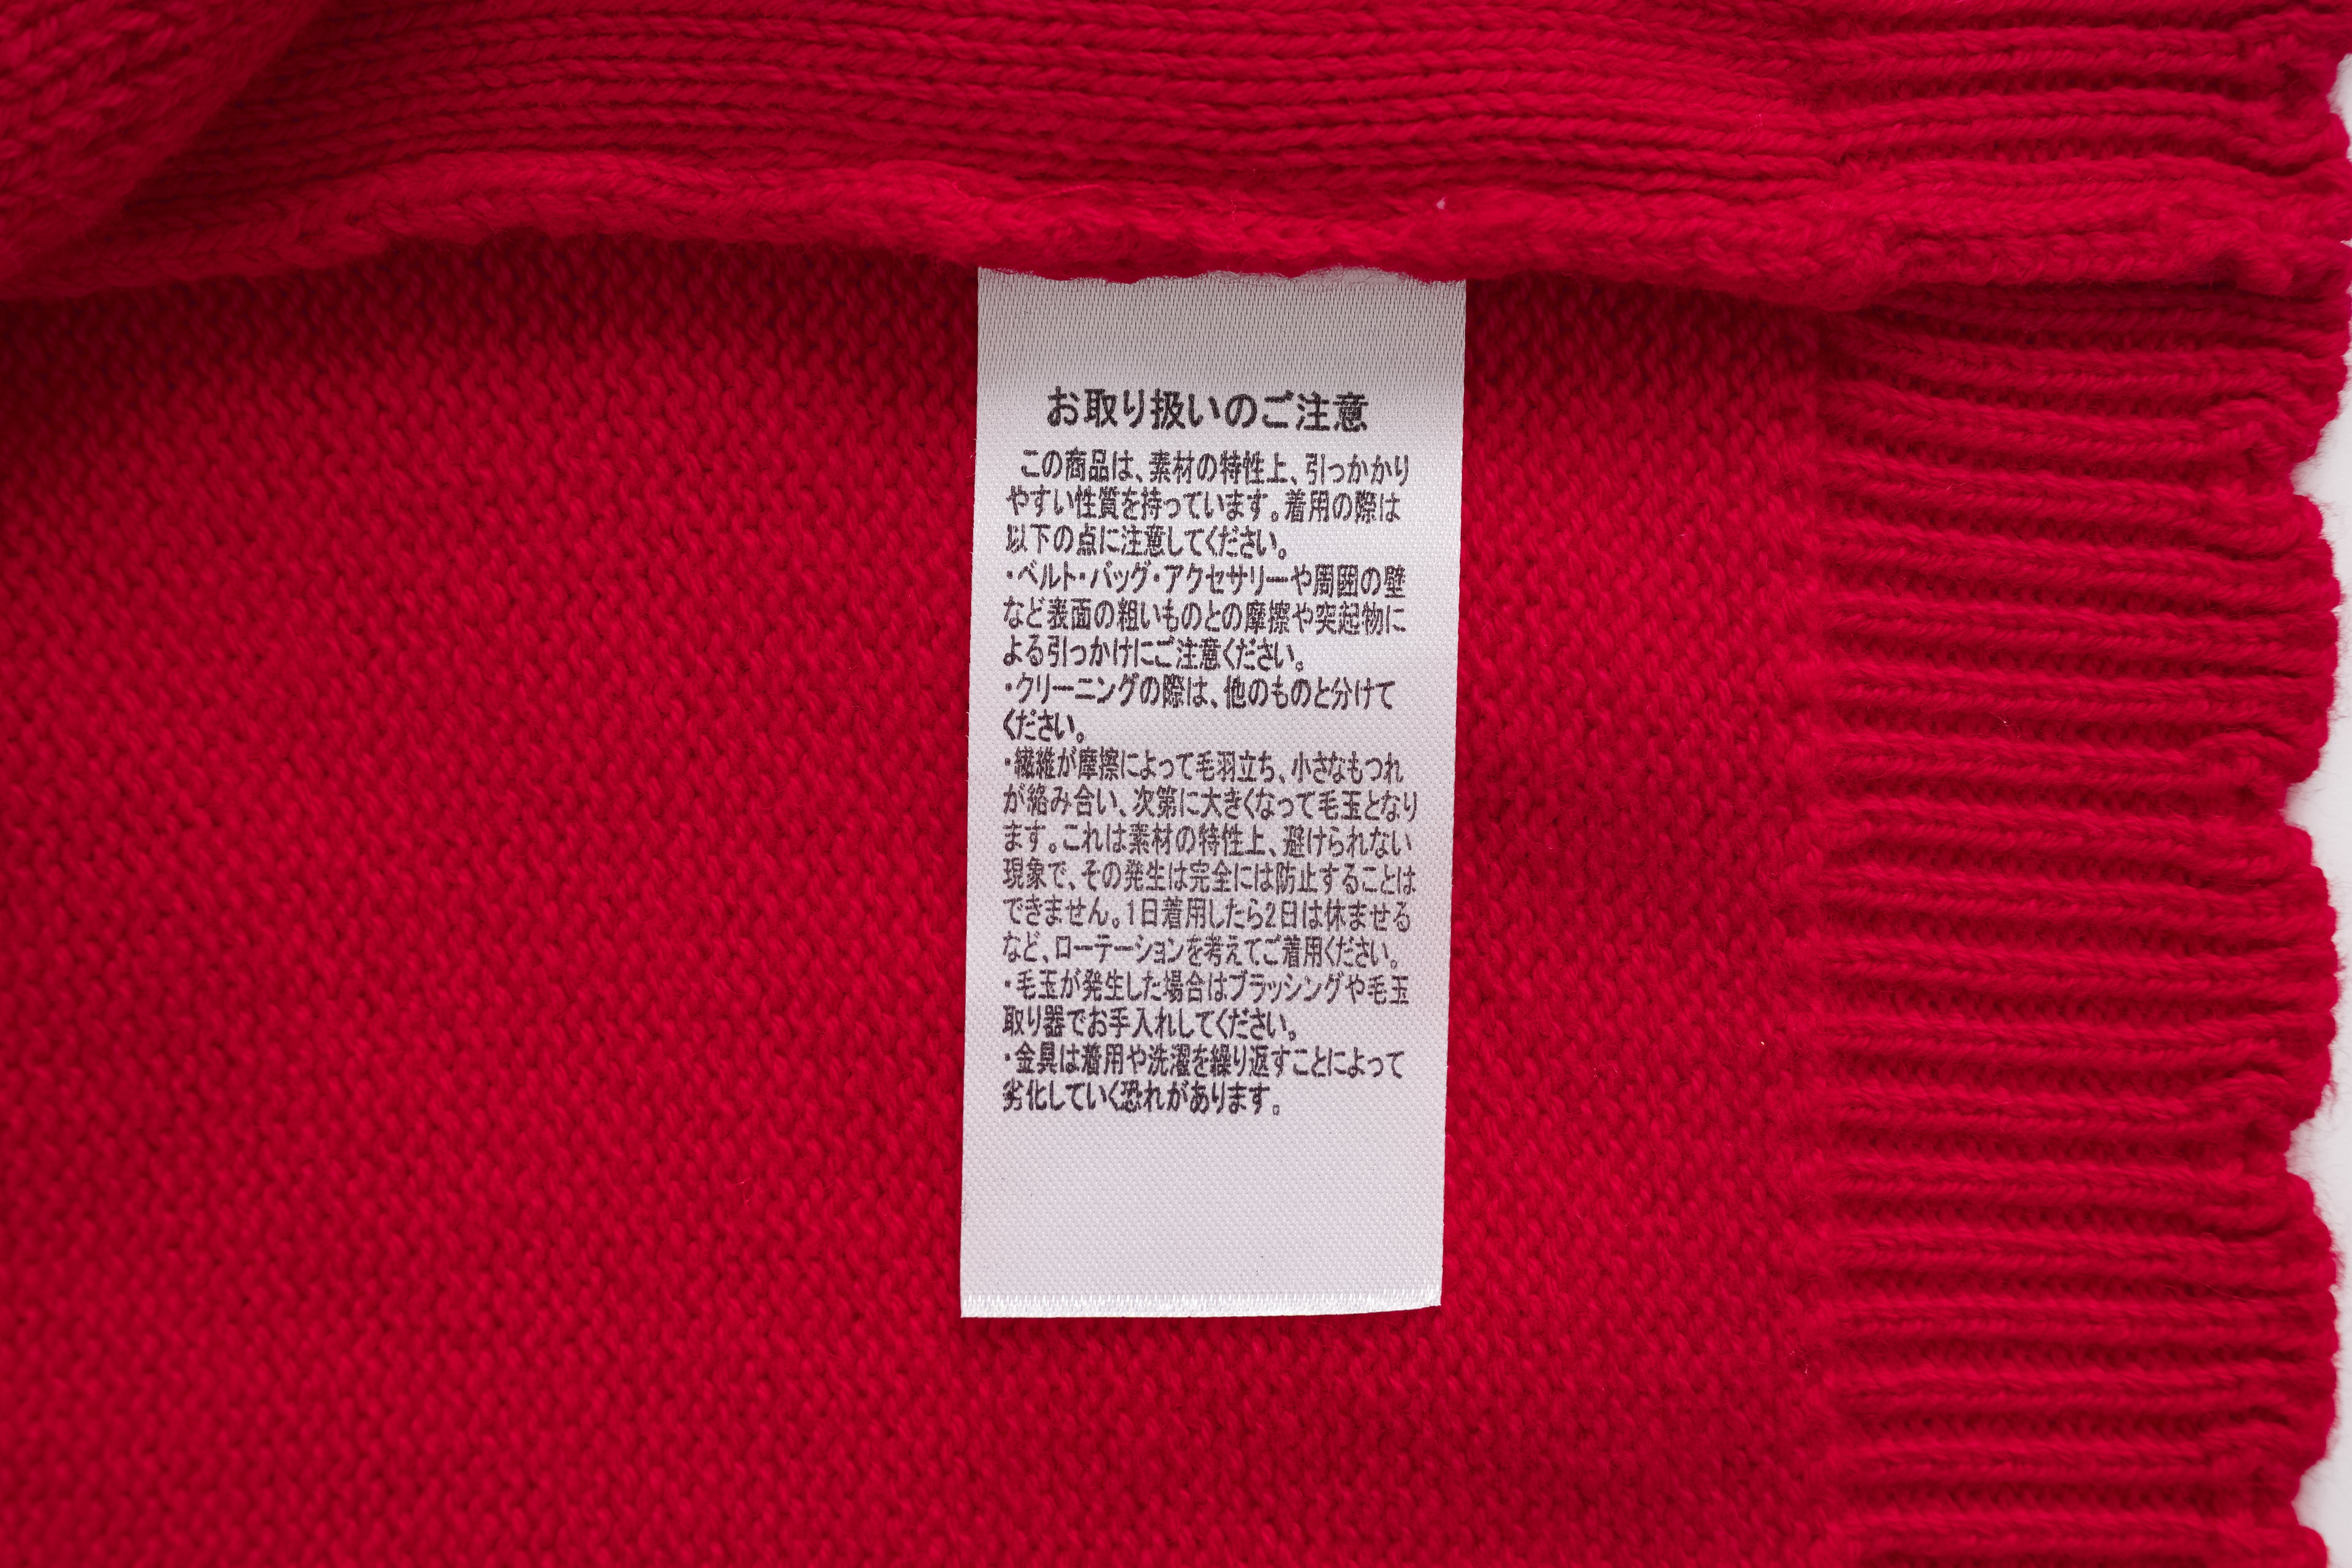 お取り扱いのご注意
この商品は、素材の特性上、引っかかり
やすい性質を持っています。着用の際は
以下の点に注意してください。
・ベルト・バッグ・アクセサリーや周囲の壁
など表面の粗いものとの摩擦や突起物に
よる引っかけにご注意ください。
・クリーニングの際は、他のものと分けて
ください。
・繊維が摩擦によって毛羽立ち、小さなもつれ
が絡み合い、次第に大きくなって毛玉となり
ます。これは素材の特性上、避けられない
現象で、その発生は完全には防止することは
できません。1日着用したら2日は休ませる
など、ローテーションを考えてご着用ください。
・毛玉が発生した場合はブラッシングや毛玉
取り器でお手入れしてください。
・金具は着用や洗濯を繰り返すことによって
劣化していく恐れがあります。